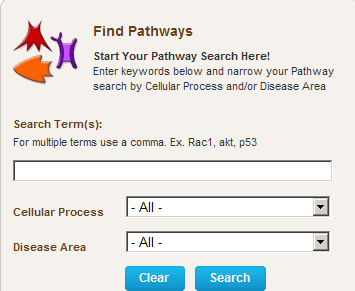 Find Pathways
Start Your Pathway Search Here!
Enter keywords below and narrow your Pathway
search by Cellular Process and/or Disease Area
Search Term(s):
For multiple terms use a comma. Ex. Rac1, akt, p53
Cellular Process - All -
Disease Area - All -
Clear Search